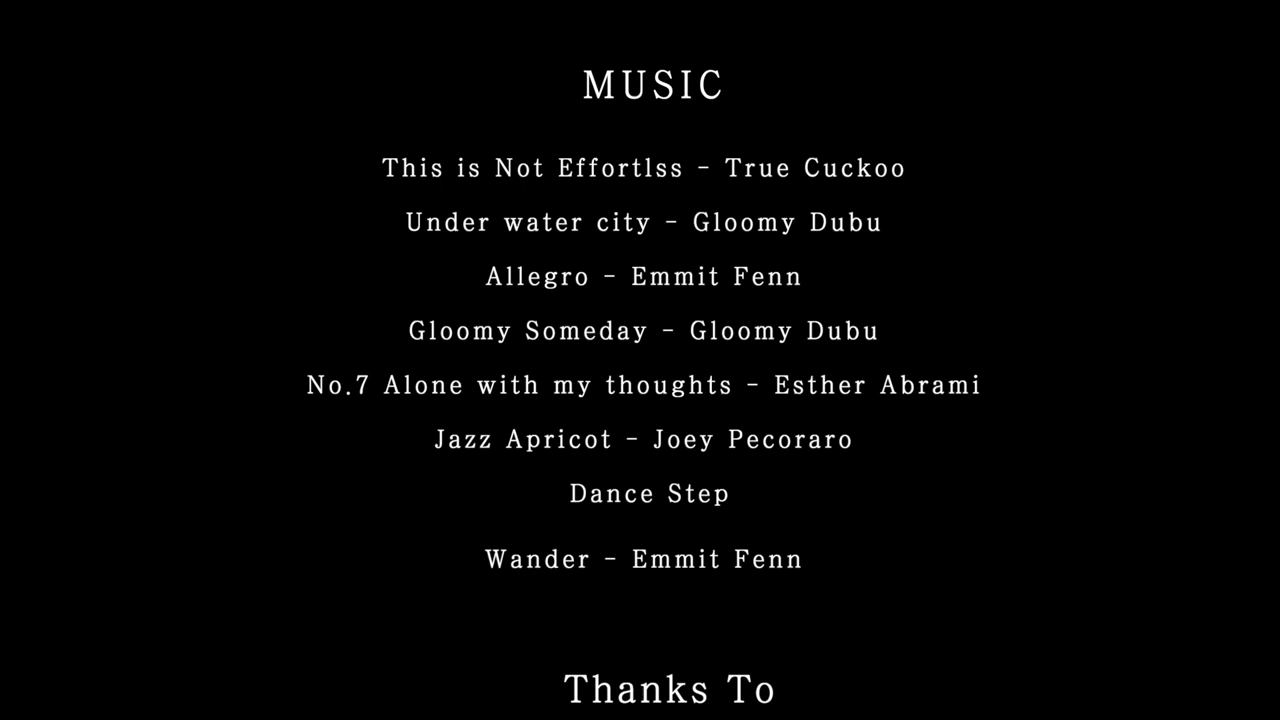 MUSIC
This is Not Effortlss - True Cuckoo
Under water city - Gloomy Dubu
Allegro - Emmit Fenn
Gloomy Someday - Gloomy Dubu
No.7 Alone with my thoughts - Esther Abrami
Jazz Apricot - Joey Pecoraro
Dance Step
Wander - Emmit Fenn
Thanks To